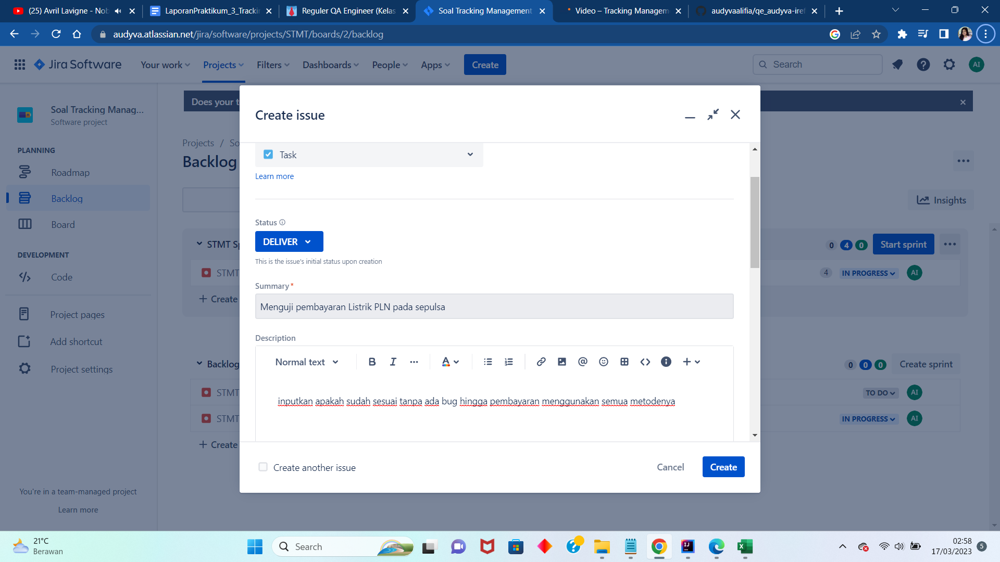 (25) Avril Lavigne - Nob
LaporanPraktikum_3_Trackin
Reguler QA Engineer (Kelas
Soal Tracking Management
Video – Tracking Managem
audyvaalifia/qe_audyva-iref
audyva.atlassian.net/jira/software/projects/STMT/boards/2/backlog
Jira Software
Your work
Projects
Filters
Dashboards
People
Apps
Create
Search
AI
Soal Tracking Manag...
Software project
Does your t
Create issue
PLANNING
Roadmap
Backlog
Board
DEVELOPMENT
Code
Project pages
Add shortcut
Project settings
You're in a team-managed project
Learn more
Projects / So
Backlog
Insights
STMT Sp
0 4 0
Start sprint
STMT
4
IN PROGRESS
AI
+ Create
Backlog
0 0 0
Create sprint
STMT
TO DO
AI
STMT
IN PROGRESS
AI
+ Create
Task
Learn more
Status
DELIVER
This is the issue's initial status upon creation
Summary *
Menguji pembayaran Listrik PLN pada sepulsa
Description
Normal text
B I A
inputkan apakah sudah sesuai tanpa ada bug hingga pembayaran menggunakan semua metodenya
Create another issue
Cancel
Create
21°C
Berawan
Search
02:58
17/03/2023
5